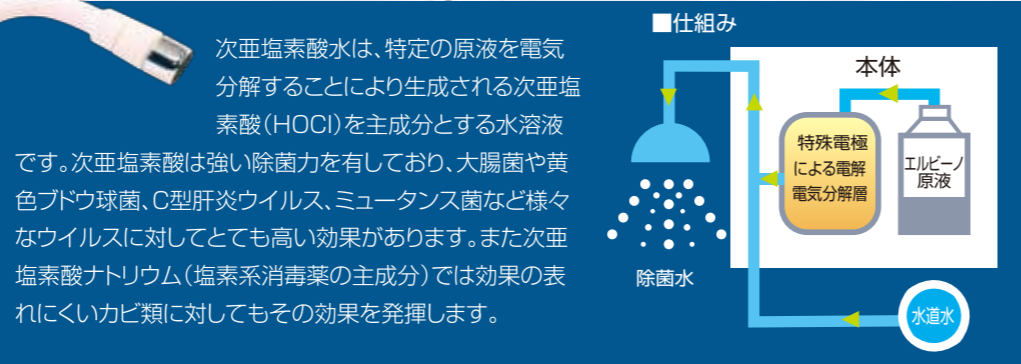 次亜塩素酸水は、特定の原液を電気
分解することにより生成される次亜塩
素酸(HOCl)を主成分とする水溶液
です。次亜塩素酸は強い除菌力を有しており、大腸菌や黄
色ブドウ球菌、C型肝炎ウイルス、ミュータンス菌など様々
なウイルスに対してとても高い効果があります。また次亜
塩素酸ナトリウム(塩素系消毒薬の主成分)では効果の表
れにくいカビ類に対してもその効果を発揮します。
■仕組み
本体
特殊電極
による電解
電気分解層
エルビーノ
原液
除菌水
水道水